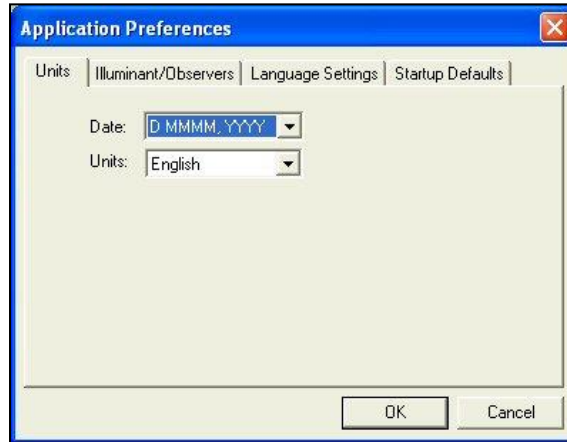 Application Preferences
Units Illuminant/Observers Language Settings Startup Defaults
Date: D MMMM, YYYY
Units: English
OK Cancel